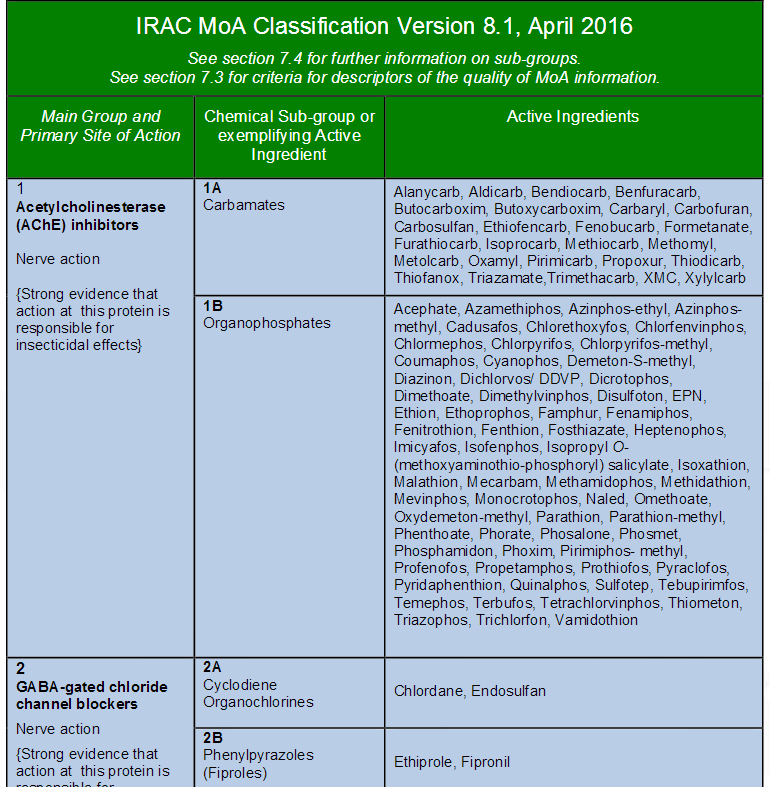 IRAC MoA Classification Version 8.1, April 2016
See section 7.4 for further information on sub-groups.
See section 7.3 for criteria for descriptors of the quality of MoA information.
Main Group and
Primary Site of Action
Chemical Sub-group or
exemplifying Active
Ingredient
Active Ingredients
1
Acetylcholinesterase
(AChE) inhibitors
Nerve action
{Strong evidence that
action at this protein is
responsible for
insecticidal effects}
1A
Carbamates
Alanycarb, Aldicarb, Bendiocarb, Benfuracarb,
Butocarboxim, Butoxycarboxim, Carbaryl, Carbofuran,
Carbosulfan, Ethiofencarb, Fenobucarb, Formetanate,
Furathiocarb, Isoprocarb, Methiocarb, Methomyl,
Metolcarb, Oxamyl, Pirimicarb, Propoxur, Thiodicarb,
Thiofanox, Triazamate,Trimethacarb, XMC, Xylylcarb
1B
Organophosphates
Acephate, Azamethiphos, Azinphos-ethyl, Azinphos-
methyl, Cadusafos, Chlorethoxyfos, Chlorfenvinphos,
Chlormephos, Chlorpyrifos, Chlorpyrifos-methyl,
Coumaphos, Cyanophos, Demeton-S-methyl,
Diazinon, Dichlorvos/ DDVP, Dicrotophos,
Dimethoate, Dimethylvinphos, Disulfoton, EPN,
Ethion, Ethoprophos, Famphur, Fenamiphos,
Fenitrothion, Fenthion, Fosthiazate, Heptenophos,
Imicyafos, Isofenphos, Isopropyl O-
(methoxyaminothio-phosphoryl) salicylate, Isoxathion,
Malathion, Mecarbam, Methamidophos, Methidathion,
Mevinphos, Monocrotophos, Naled, Omethoate,
Oxydemeton-methyl, Parathion, Parathion-methyl,
Phenthoate, Phorate, Phosalone, Phosmet,
Phosphamidon, Phoxim, Pirimiphos- methyl,
Profenofos, Propetamphos, Prothiofos, Pyraclofos,
Pyridaphenthion, Quinalphos, Sulfotep, Tebupirimfos,
Temephos, Terbufos, Tetrachlorvinphos, Thiometon,
Triazophos, Trichlorfon, Vamidothion
2
GABA-gated chloride
channel blockers
Nerve action
{Strong evidence that
action at this protein is
responsible for
2A
Cyclodiene
Organochlorines
Chlordane, Endosulfan
2B
Phenylpyrazoles
(Fiproles)
Ethiprole, Fipronil